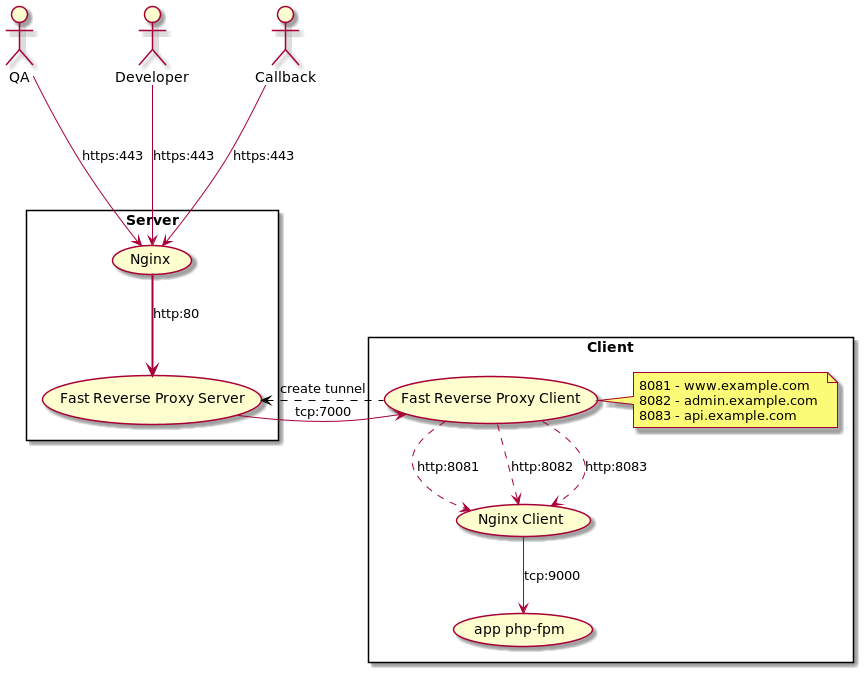 QA
Developer
Callback
https:443
https:443
https:443
Server
Nginx
http:80
Fast Reverse Proxy Server
create tunnel
tcp:7000
Client
Fast Reverse Proxy Client
8081 - www.example.com
8082 - admin.example.com
8083 - api.example.com
http:8081
http:8082
http:8083
Nginx Client
tcp:9000
app php-fpm